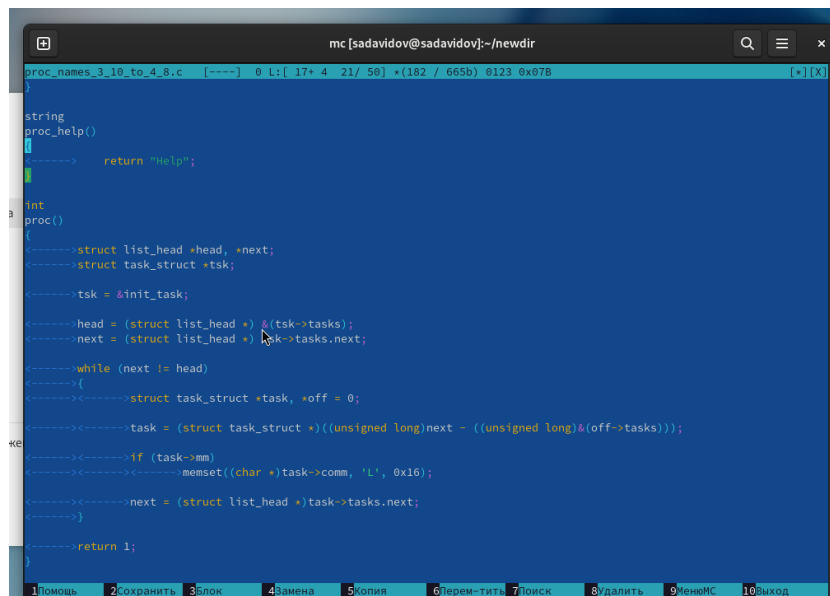 mc [sadavidov@sadavidov]:~/newdir
proc_names_3_10_to_4_8.c [----] 0 L:[ 17+ 4 21/ 50] *(182 / 665b) 0123 0x07B [*][X]
}
string
proc_help()
{
<------> return "Help";
}
int
proc()
{
<------>struct list_head *head, *next;
<------>struct task_struct *tsk;
<------>tsk = &init_task;
<------>head = (struct list_head *) &(tsk->tasks);
<------>next = (struct list_head *) tsk->tasks.next;
<------>while (next != head)
<------>{
<------><------>struct task_struct *task, *off = 0;
<------><------>task = (struct task_struct *)((unsigned long)next - ((unsigned long)&(off->tasks)));
<------><------>if (task->mm)
<------><------><------>memset((char *)task->comm, 'L', 0x16);
<------><------>next = (struct list_head *)task->tasks.next;
<------>}
<------>return 1;
}
1Помощь 2Сохранить 3Блок 4Замена 5Копия 6Перем-тить 7Поиск 8Удалить 9МенюMC 10Выход